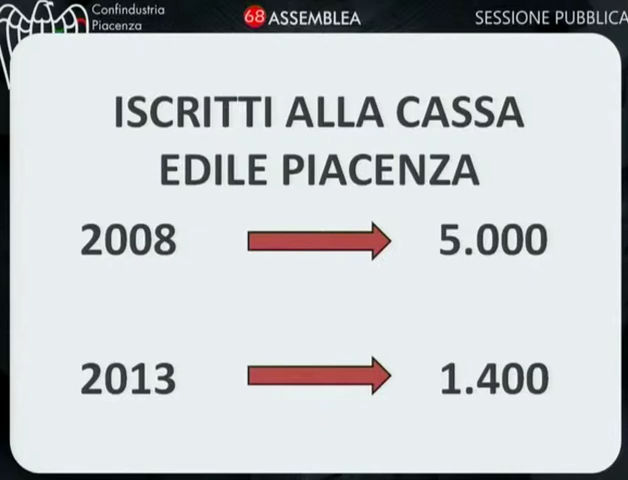 Confindustria
Piacenza
68 ASSEMBLEA
SESSIONE PUBBLICA
ISCRITTI ALLA CASSA
EDILE PIACENZA
2008 5.000
2013 1.400